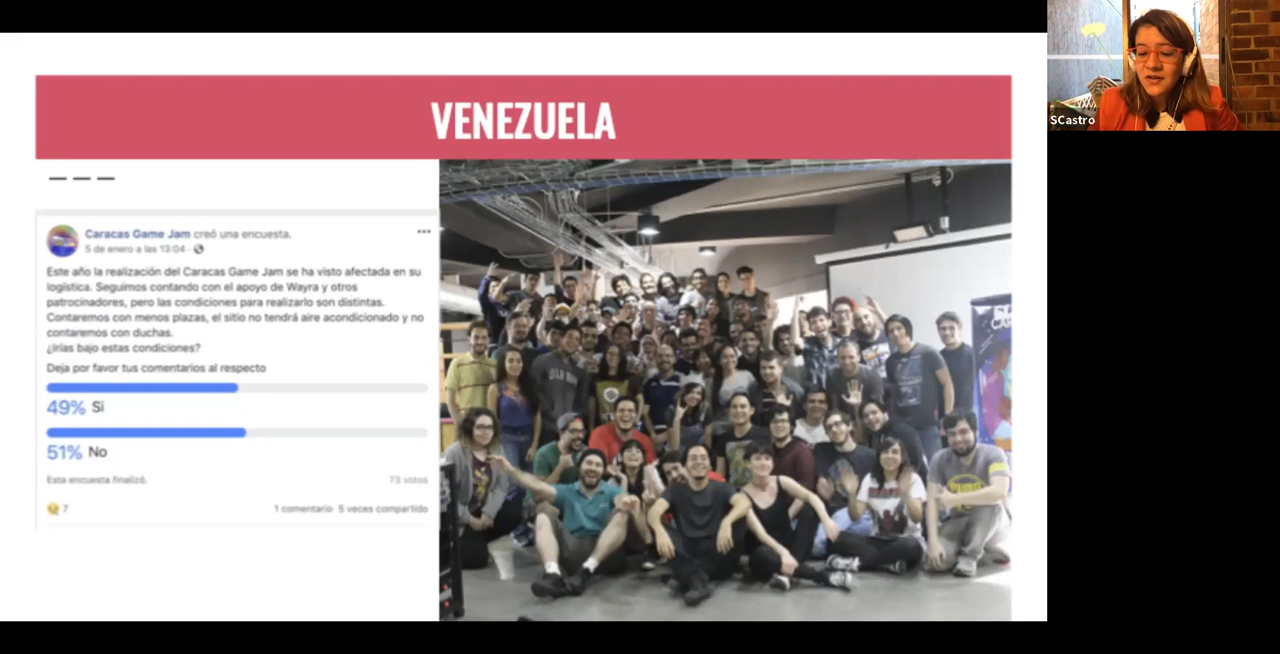 VENEZUELA
SCastro
Caracas Game Jam creó una encuesta.
5 de enero a las 13:04 ·
Este año la realización del Caracas Game Jam se ha visto afectada en su
logística. Seguimos contando con el apoyo de Wayra y otros
patrocinadores, pero las condiciones para realizarlo son distintas.
Contaremos con menos plazas, el sitio no tendrá aire acondicionado y no
contaremos con duchas.
¿Irías bajo estas condiciones?
Deja por favor tus comentarios al respecto
49% Sí
51% No
Esta encuesta finalizó. 73 votos
7 1 comentario 5 veces compartido